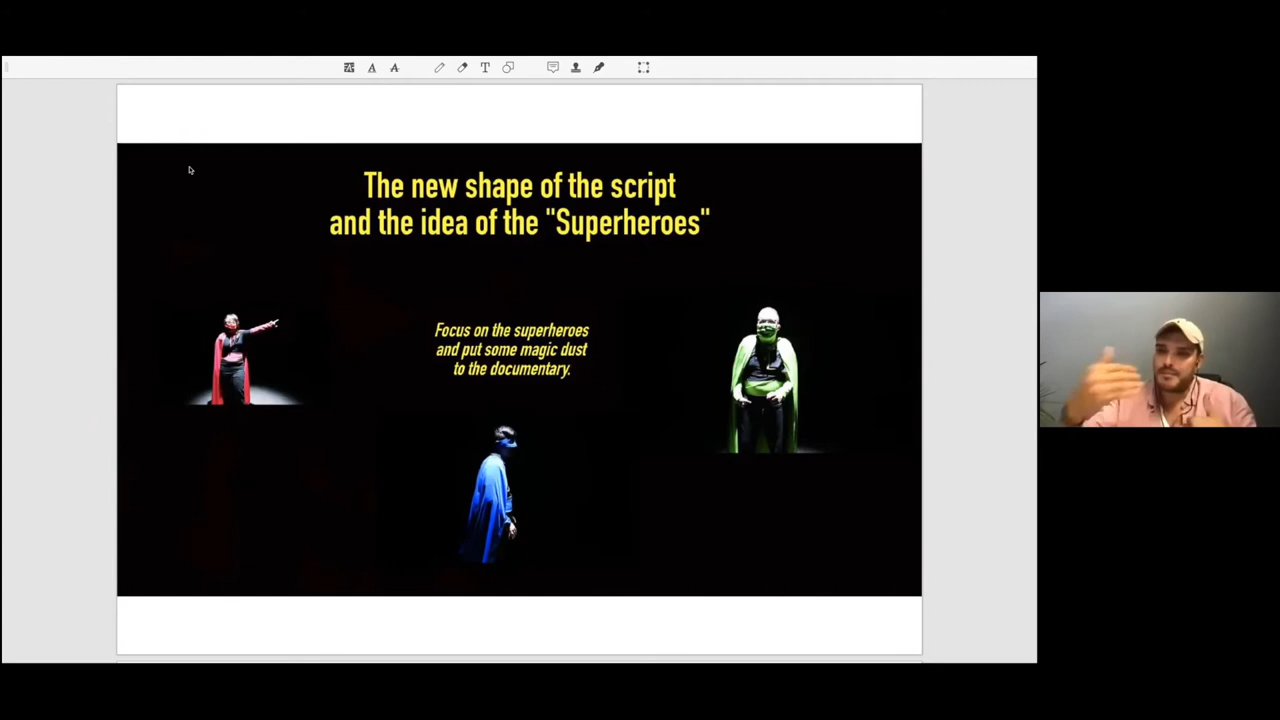 The new shape of the script
and the idea of the "Superheroes"
Focus on the superheroes
and put some magic dust
to the documentary.